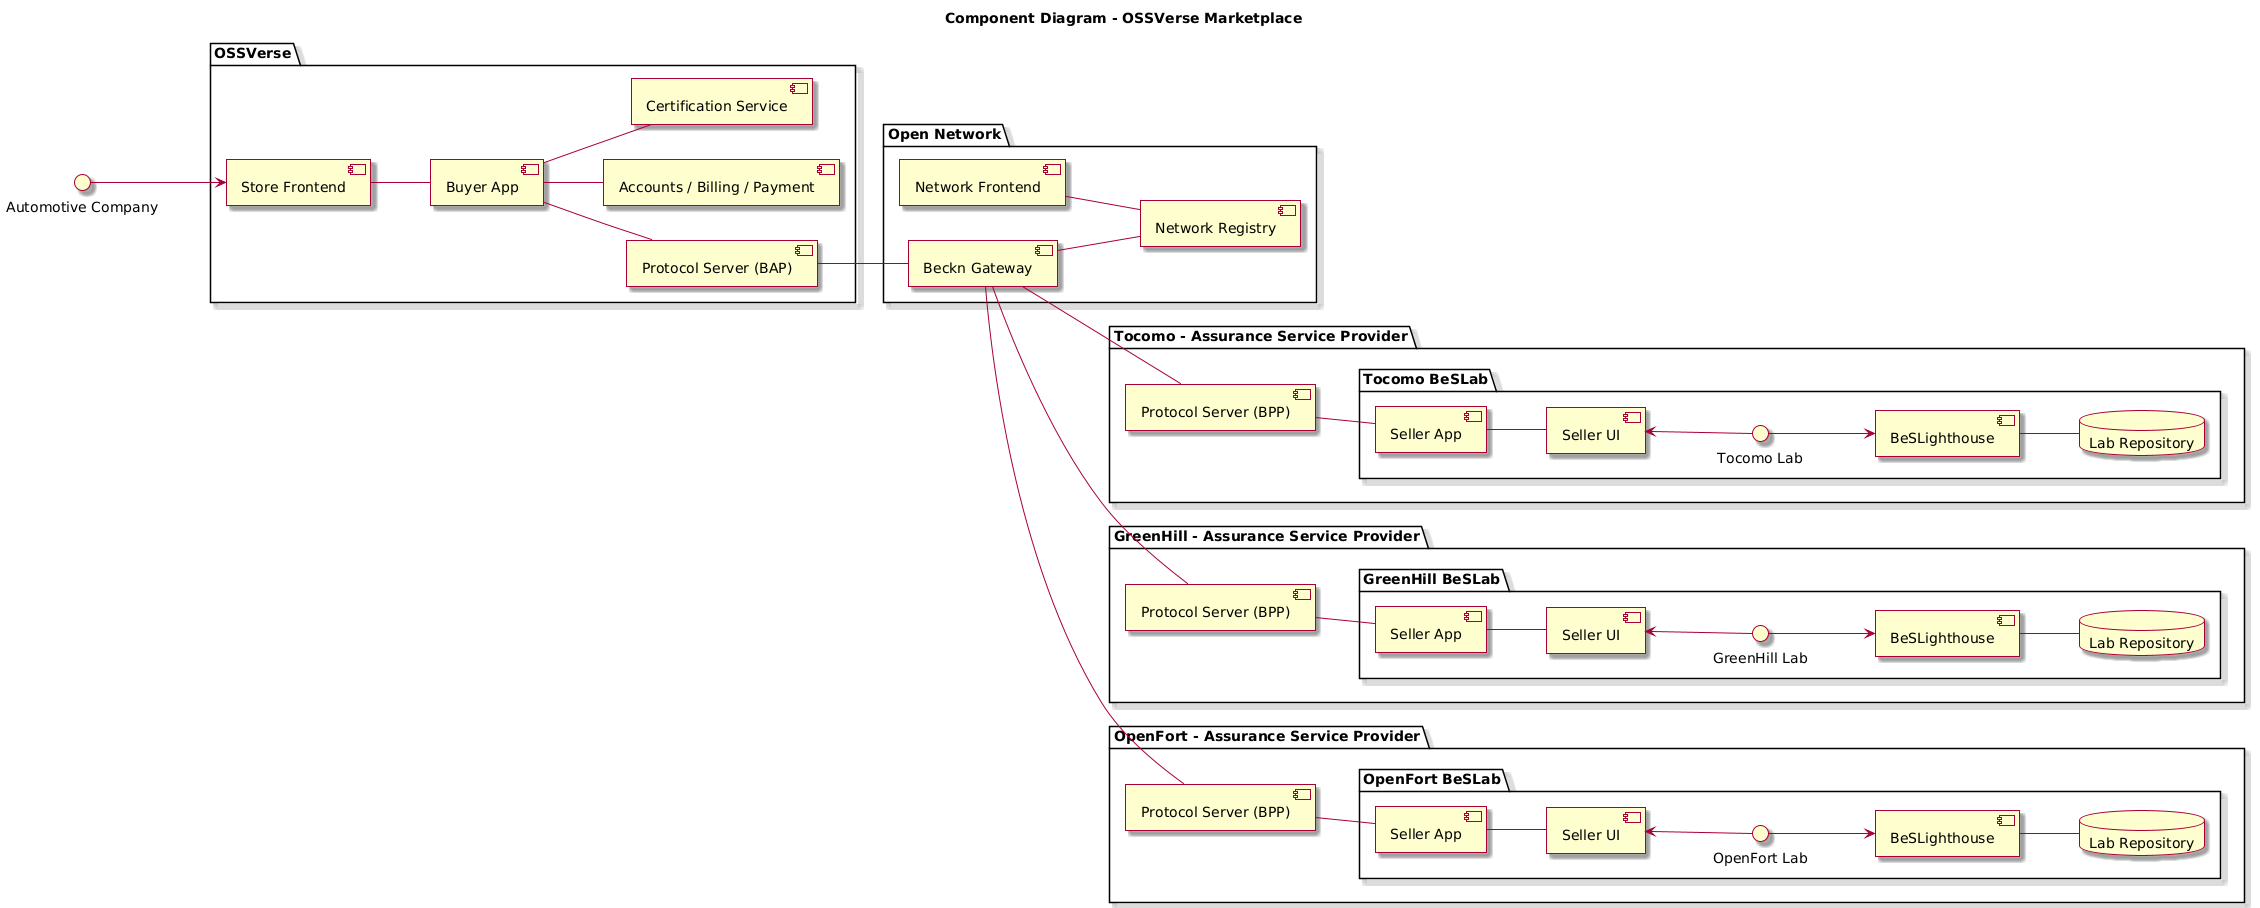 Component Diagram - OSSVerse Marketplace
OSSVerse
Certification Service
Automotive Company
Store Frontend
Buyer App
Accounts / Billing / Payment
Protocol Server (BAP)
Open Network
Network Frontend
Network Registry
Beckn Gateway
Tocomo - Assurance Service Provider
Protocol Server (BPP)
Tocomo BeSLab
Seller App
Seller UI
Tocomo Lab
BeSLighthouse
Lab Repository
GreenHill - Assurance Service Provider
Protocol Server (BPP)
GreenHill BeSLab
Seller App
Seller UI
GreenHill Lab
BeSLighthouse
Lab Repository
OpenFort - Assurance Service Provider
Protocol Server (BPP)
OpenFort BeSLab
Seller App
Seller UI
OpenFort Lab
BeSLighthouse
Lab Repository